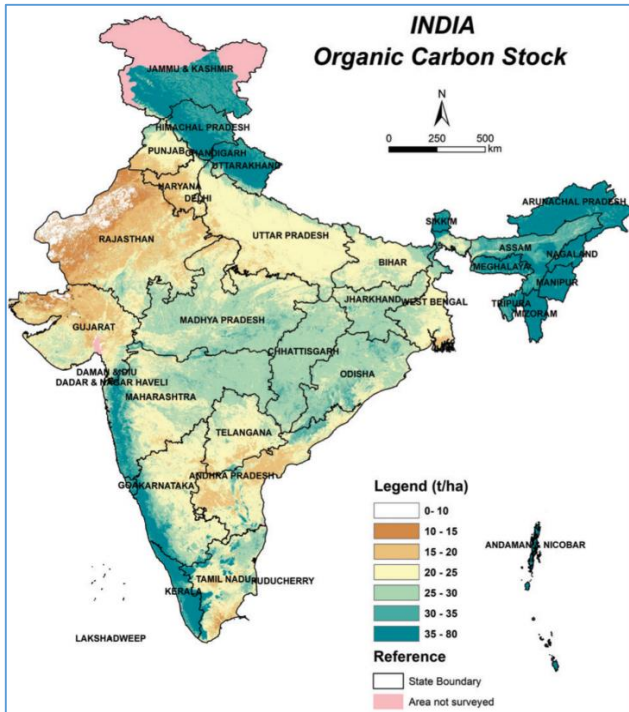 INDIA
Organic Carbon Stock
N
0 250 500
km
JAMMU & KASHMIR
HIMACHAL PRADESH
PUNJAB
CHANDIGARH
UTTARAKHAND
HARYANA
DELHI
RAJASTHAN
UTTAR PRADESH
BIHAR
SIKKIM
ARUNACHAL PRADESH
ASSAM
NAGALAND
MEGHALAYA
MANIPUR
TRIPURA
MIZORAM
GUJARAT
MADHYA PRADESH
JHARKHAND
WEST BENGAL
CHHATTISGARH
ODISHA
DAMAN & DIU
DADAR & NAGAR HAVELI
MAHARASHTRA
TELANGANA
ANDHRA PRADESH
GOA
KARNATAKA
TAMIL NADU
PUDUCHERRY
KERALA
LAKSHADWEEP
ANDAMAN & NICOBAR
Legend (t/ha)
0- 10
10 - 15
15 - 20
20 - 25
25 - 30
30 - 35
35 - 80
Reference
State Boundary
Area not surveyed